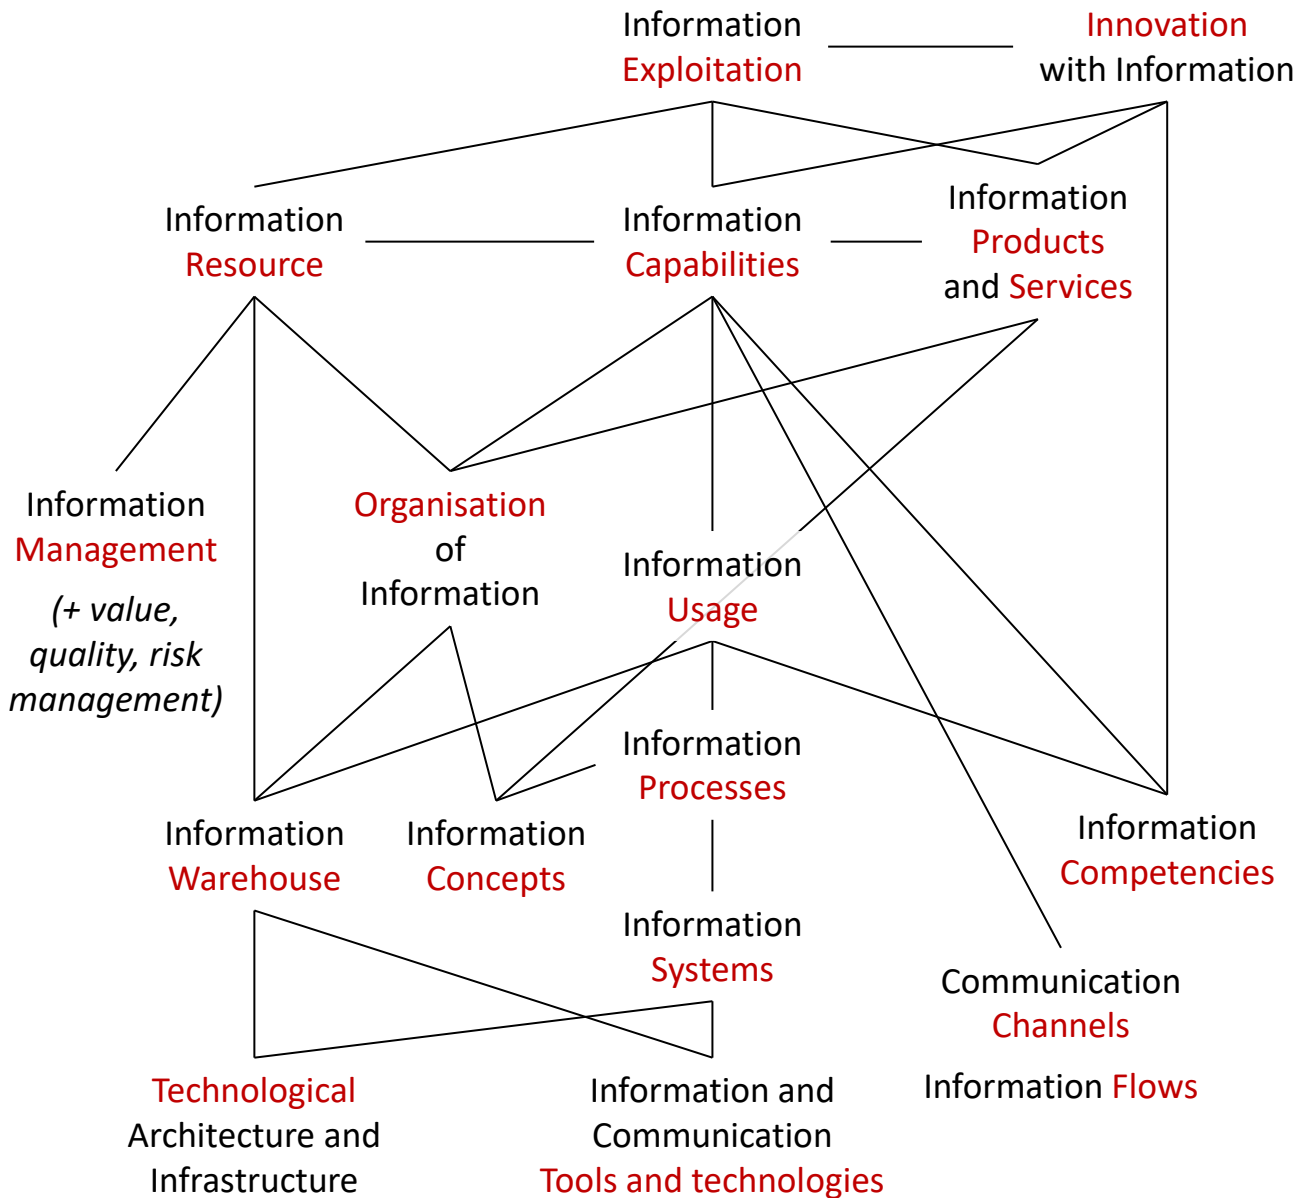 Information
Exploitation
Innovation
with Information
Information
Resource
Information
Capabilities
Information
Products
and Services
Information
Management
(+ value,
quality, risk
management)
Organisation
of
Information
Information
Usage
Information
Processes
Information
Warehouse
Information
Concepts
Information
Competencies
Information
Systems
Communication
Channels
Information Flows
Technological
Architecture and
Infrastructure
Information and
Communication
Tools and technologies